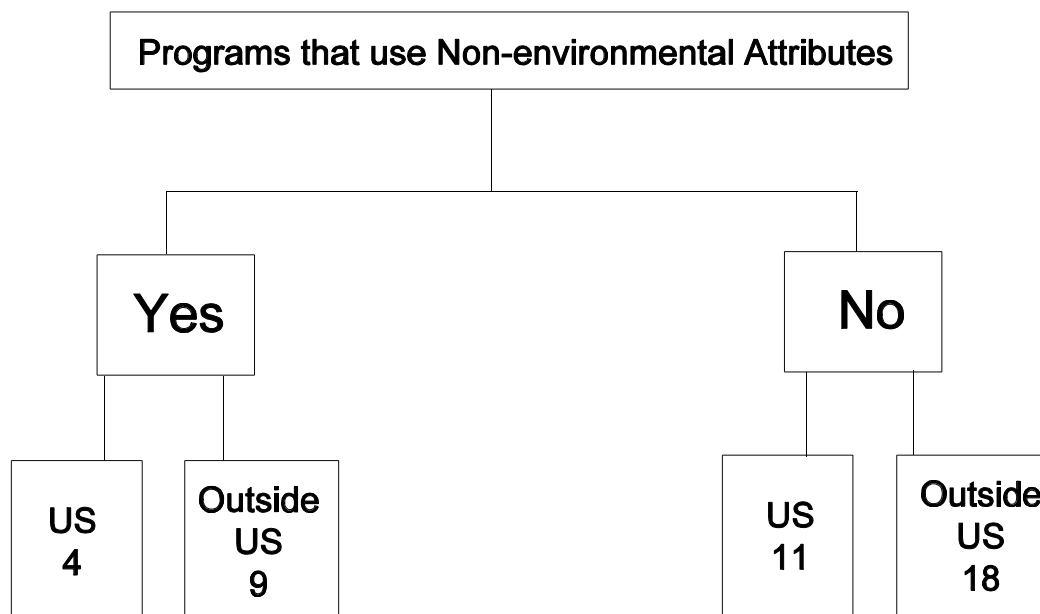 Programs that use Non-environmental Attributes
Yes
No
US
4
Outside
US
9
US
11
Outside
US
18